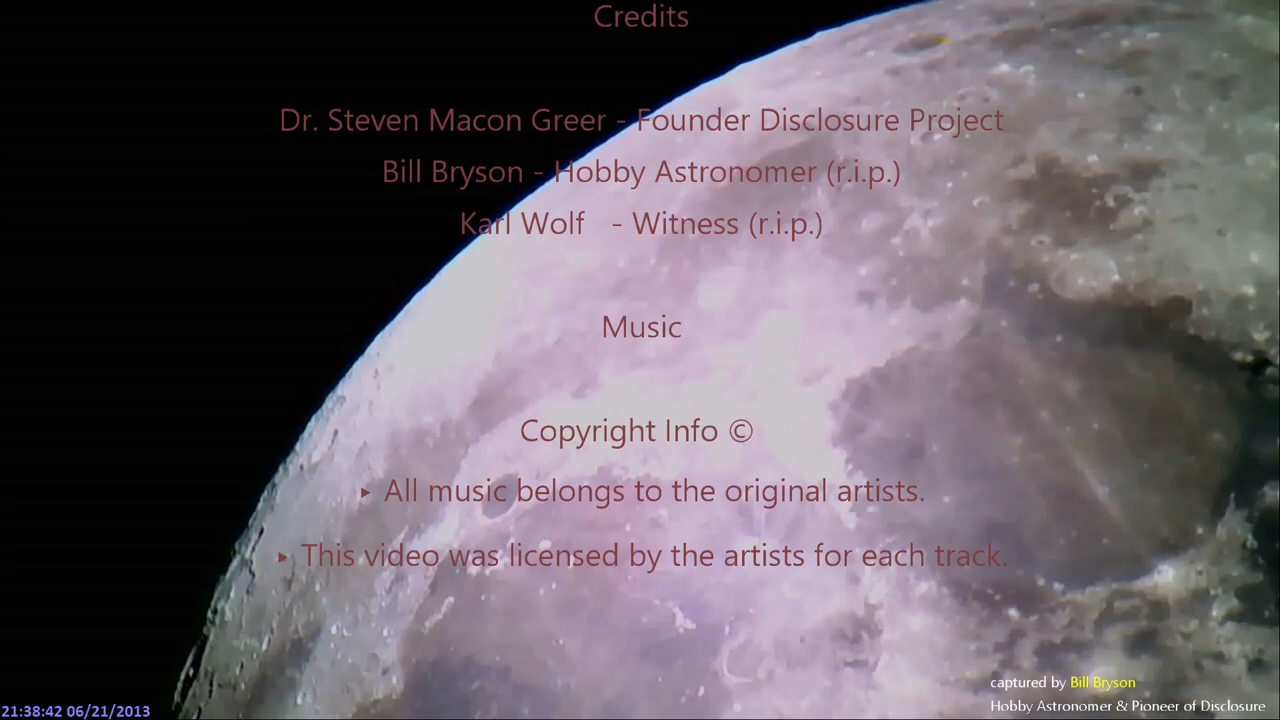 Credits
Dr. Steven Macon Greer - Founder Disclosure Project
Bill Bryson - Hobby Astronomer (r.i.p.)
Karl Wolf - Witness (r.i.p.)
Music
Copyright Info ©
‣ All music belongs to the original artists.
‣ This video was licensed by the artists for each track.
captured by Bill Bryson
Hobby Astronomer & Pioneer of Disclosure
21:38:42 06/21/2013